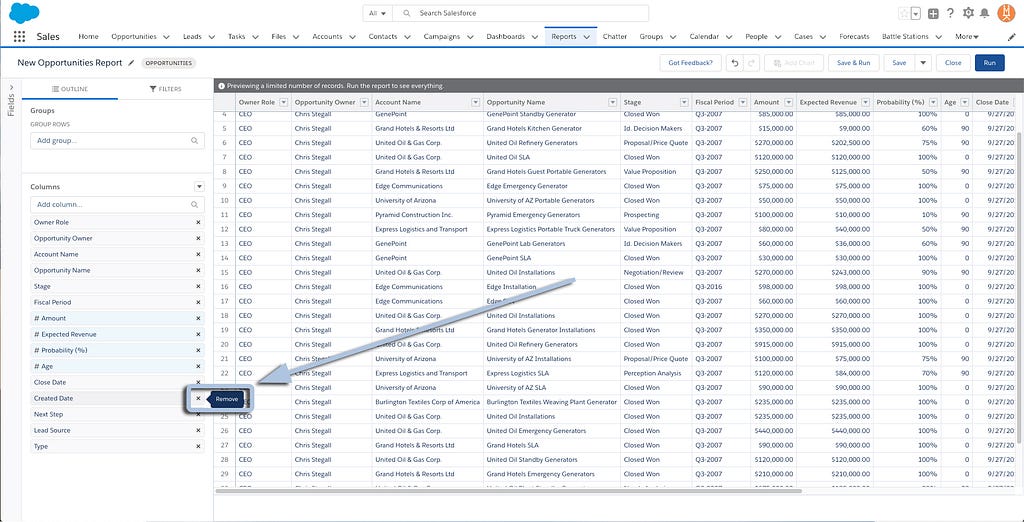 All
Search Salesforce
Sales Home Opportunities Leads Tasks Files Accounts Contacts Campaigns Dashboards Reports Chatter Groups Calendar People Cases Forecasts Battle Stations More
New Opportunities Report OPPORTUNITIES Got Feedback? Add Chart Save & Run Save Close Run
Fields
OUTLINE FILTERS
Groups
GROUP ROWS
Add group...
Columns
Add column...
Owner Role
Opportunity Owner
Account Name
Opportunity Name
Stage
Fiscal Period
# Amount
# Expected Revenue
# Probability (%)
# Age
Close Date
Created Date
Remove
Next Step
Lead Source
Type
Previewing a limited number of records. Run the report to see everything.
Owner Role Opportunity Owner Account Name Opportunity Name Stage Fiscal Period Amount Expected Revenue Probability (%) Age Close Date
4 CEO Chris Stegall GenePoint GenePoint Standby Generator Closed Won Q3-2007 $85,000.00 $85,000.00 100% 0 9/27/20
5 CEO Chris Stegall Grand Hotels & Resorts Ltd Grand Hotels Kitchen Generator Id. Decision Makers Q3-2007 $15,000.00 $9,000.00 60% 90 9/27/20
6 CEO Chris Stegall United Oil & Gas Corp. United Oil Refinery Generators Proposal/Price Quote Q3-2007 $270,000.00 $202,500.00 75% 90 9/27/20
7 CEO Chris Stegall United Oil & Gas Corp. United Oil SLA Closed Won Q3-2007 $120,000.00 $120,000.00 100% 0 9/27/20
8 CEO Chris Stegall Grand Hotels & Resorts Ltd Grand Hotels Guest Portable Generators Value Proposition Q3-2007 $250,000.00 $125,000.00 50% 90 9/27/20
9 CEO Chris Stegall Edge Communications Edge Emergency Generator Closed Won Q3-2007 $75,000.00 $75,000.00 100% 0 9/27/20
10 CEO Chris Stegall University of Arizona University of AZ Portable Generators Closed Won Q3-2007 $50,000.00 $50,000.00 100% 0 9/27/20
11 CEO Chris Stegall Pyramid Construction Inc. Pyramid Emergency Generators Prospecting Q3-2007 $100,000.00 $10,000.00 10% 90 9/27/20
12 CEO Chris Stegall Express Logistics and Transport Express Logistics Portable Truck Generators Value Proposition Q3-2007 $80,000.00 $40,000.00 50% 90 9/27/20
13 CEO Chris Stegall GenePoint GenePoint Lab Generators Id. Decision Makers Q3-2007 $60,000.00 $36,000.00 60% 90 9/27/20
14 CEO Chris Stegall GenePoint GenePoint SLA Closed Won Q3-2007 $30,000.00 $30,000.00 100% 0 9/27/20
15 CEO Chris Stegall United Oil & Gas Corp. United Oil Installations Negotiation/Review Q3-2007 $270,000.00 $243,000.00 90% 90 9/27/20
16 CEO Chris Stegall Edge Communications Edge Installation Closed Won Q3-2016 $98,000.00 $98,000.00 100% 0 9/27/20
17 CEO Chris Stegall Edge Communications Edge Closed Won Q3-2007 $60,000.00 $60,000.00 100% 0 9/27/20
18 CEO Chris Stegall United Oil & Gas Corp. United Oil Installations Closed Won Q3-2007 $270,000.00 $270,000.00 100% 0 9/27/20
19 CEO Chris Stegall Grand Hotels & Resorts Ltd Grand Hotels Generator Installations Closed Won Q3-2007 $350,000.00 $350,000.00 100% 0 9/27/20
20 CEO Chris Stegall United Oil & Gas Corp. United Oil Refinery Generators Closed Won Q3-2007 $915,000.00 $915,000.00 100% 0 9/27/20
21 CEO Chris Stegall University of Arizona University of AZ Installations Proposal/Price Quote Q3-2007 $100,000.00 $75,000.00 75% 90 9/27/20
22 CEO Chris Stegall Express Logistics and Transport Express Logistics SLA Perception Analysis Q3-2007 $120,000.00 $84,000.00 70% 90 9/27/20
Chris Stegall University of Arizona University of AZ SLA Closed Won Q3-2007 $90,000.00 $90,000.00 100% 0 9/27/20
Chris Stegall Burlington Textiles Corp of America Burlington Textiles Weaving Plant Generator Closed Won Q3-2007 $235,000.00 $235,000.00 100% 0 9/27/20
25 CEO Chris Stegall United Oil & Gas Corp. United Oil Installations Closed Won Q3-2007 $235,000.00 $235,000.00 100% 0 9/27/20
26 CEO Chris Stegall United Oil & Gas Corp. United Oil Emergency Generators Closed Won Q3-2007 $440,000.00 $440,000.00 100% 0 9/27/20
27 CEO Chris Stegall Grand Hotels & Resorts Ltd Grand Hotels SLA Closed Won Q3-2007 $90,000.00 $90,000.00 100% 0 9/27/20
28 CEO Chris Stegall United Oil & Gas Corp. United Oil Standby Generators Closed Won Q3-2007 $120,000.00 $120,000.00 100% 0 9/27/20
29 CEO Chris Stegall Grand Hotels & Resorts Ltd Grand Hotels Emergency Generators Closed Won Q3-2007 $210,000.00 $210,000.00 100% 0 9/27/20